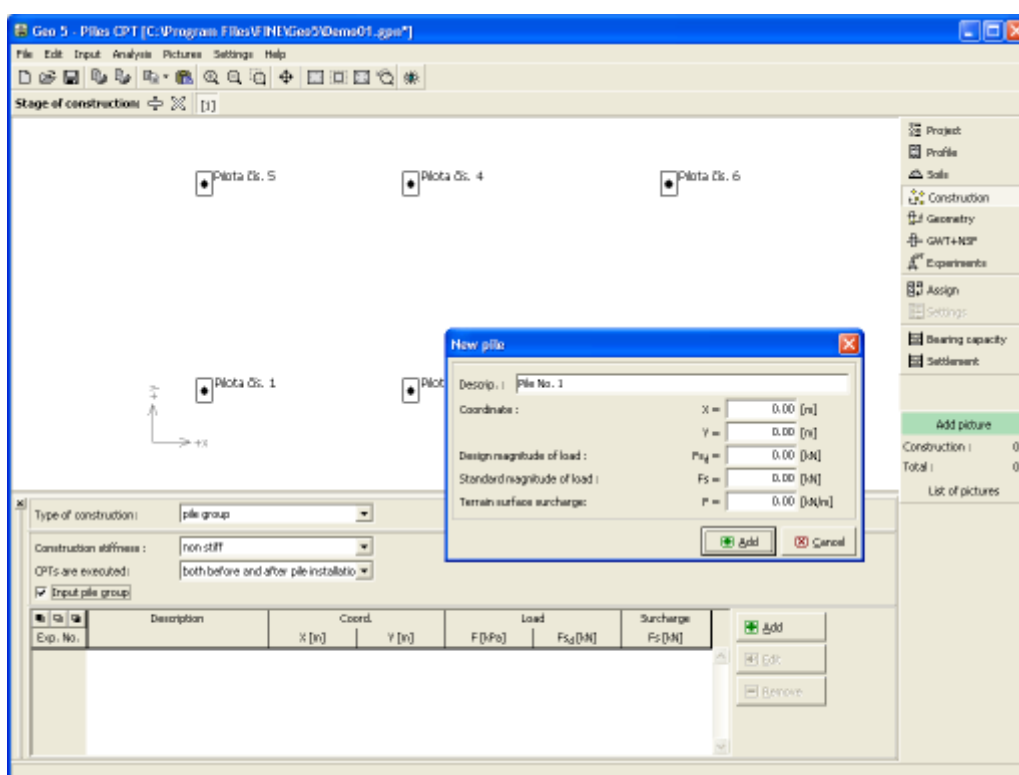 Geo 5 - Piles CPT [C:\Program Files\FINE\Geo5\Demo01.gpn*]
File Edit Input Analysis Pictures Settings Help
Stage of construction: [1]
Pilota čís. 5
Pilota čís. 4
Pilota čís. 6
Pilota čís. 1
Pilot
+Z
+X
Project
Profile
Soils
Construction
Geometry
GWT+NSF
Experiments
Assign
Settings
Bearing capacity
Settlement
Add picture
Construction : 0
Total : 0
List of pictures
New pile
Descrip. : Pile No. 1
Coordinate : X = 0.00 [m]
Y = 0.00 [m]
Design magnitude of load : Fsd = 0.00 [kN]
Standard magnitude of load : Fs = 0.00 [kN]
Terrain surface surcharge: F = 0.00 [kN/m]
Add Cancel
Type of construction: pile group
Construction stiffness : non stiff
CPTs are executed: both before and after pile installatio
Input pile group
Description Coord. Load Surcharge
Exp. No. X [m] Y [m] F [kPa] Fsd [kN] Fs [kN]
Add
Edit
Remove